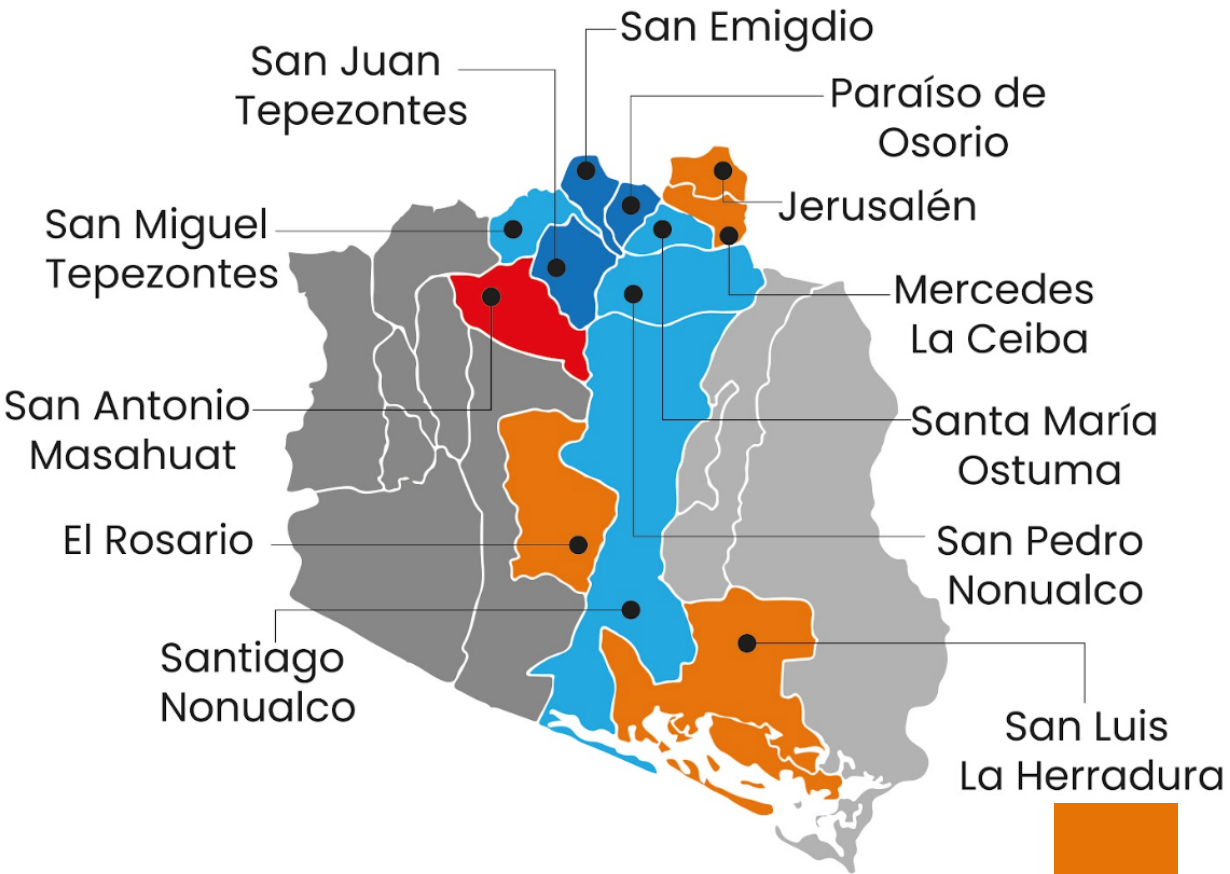 San Emigdio
San Juan
Tepezontes
Paraíso de
Osorio
Jerusalén
San Miguel
Tepezontes
Mercedes
La Ceiba
San Antonio
Masahuat
Santa María
Ostuma
El Rosario
San Pedro
Nonualco
Santiago
Nonualco
San Luis
La Herradura